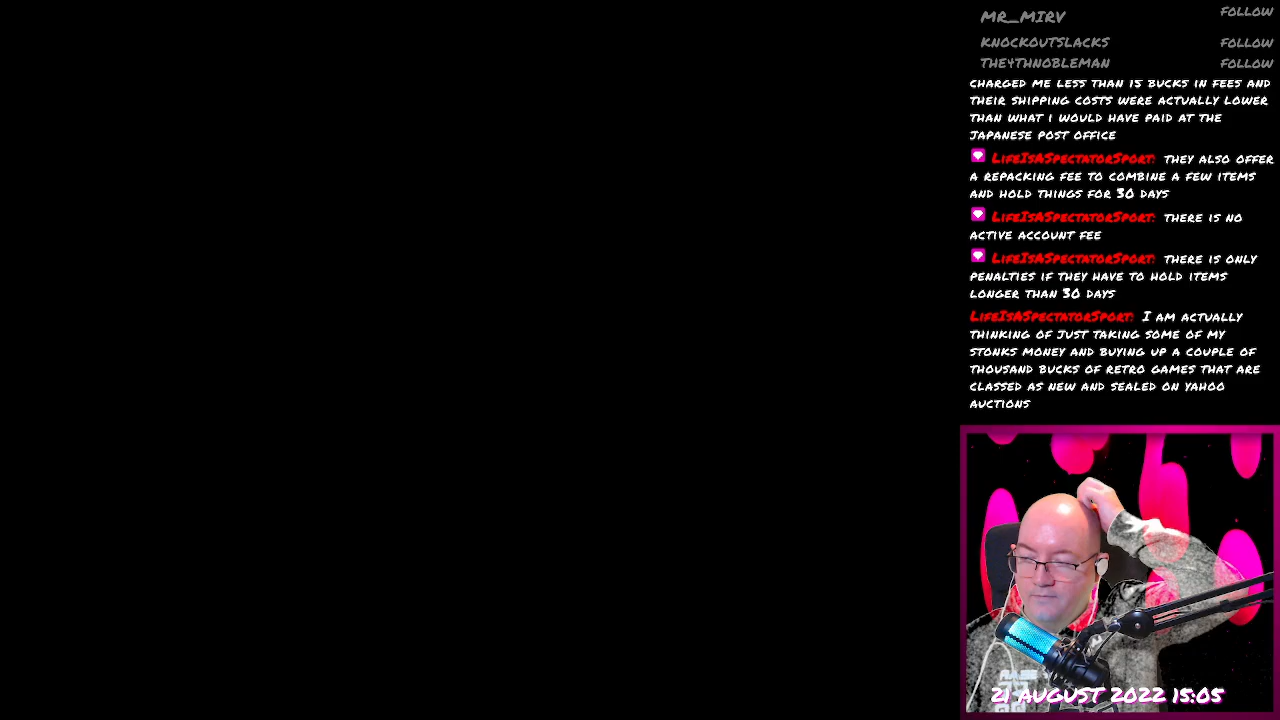 MR_MIRV FOLLOW
KNOCKOUTSLACKS FOLLOW
THE4THNOBLEMAN FOLLOW
CHARGED ME LESS THAN 15 BUCKS IN FEES AND
THEIR SHIPPING COSTS WERE ACTUALLY LOWER
THAN WHAT I WOULD HAVE PAID AT THE
JAPANESE POST OFFICE
LIFEISASPECTATORSPORT: THEY ALSO OFFER
A REPACKING FEE TO COMBINE A FEW ITEMS
AND HOLD THINGS FOR 30 DAYS
LIFEISASPECTATORSPORT: THERE IS NO
ACTIVE ACCOUNT FEE
LIFEISASPECTATORSPORT: THERE IS ONLY
PENALTIES IF THEY HAVE TO HOLD ITEMS
LONGER THAN 30 DAYS
LIFEISASPECTATORSPORT: I AM ACTUALLY
THINKING OF JUST TAKING SOME OF MY
STONKS MONEY AND BUYING UP A COUPLE OF
THOUSAND BUCKS OF RETRO GAMES THAT ARE
CLASSED AS NEW AND SEALED ON YAHOO
AUCTIONS
21 AUGUST 2022 15:05